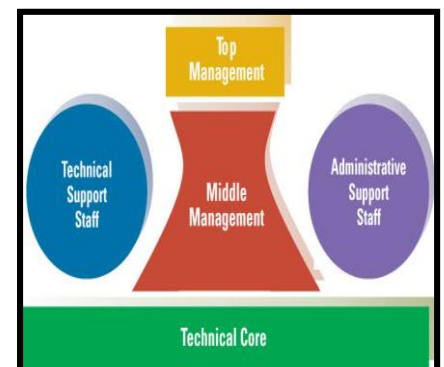 Top
Management
Technical
Support
Staff
Middle
Management
Administrative
Support
Staff
Technical Core